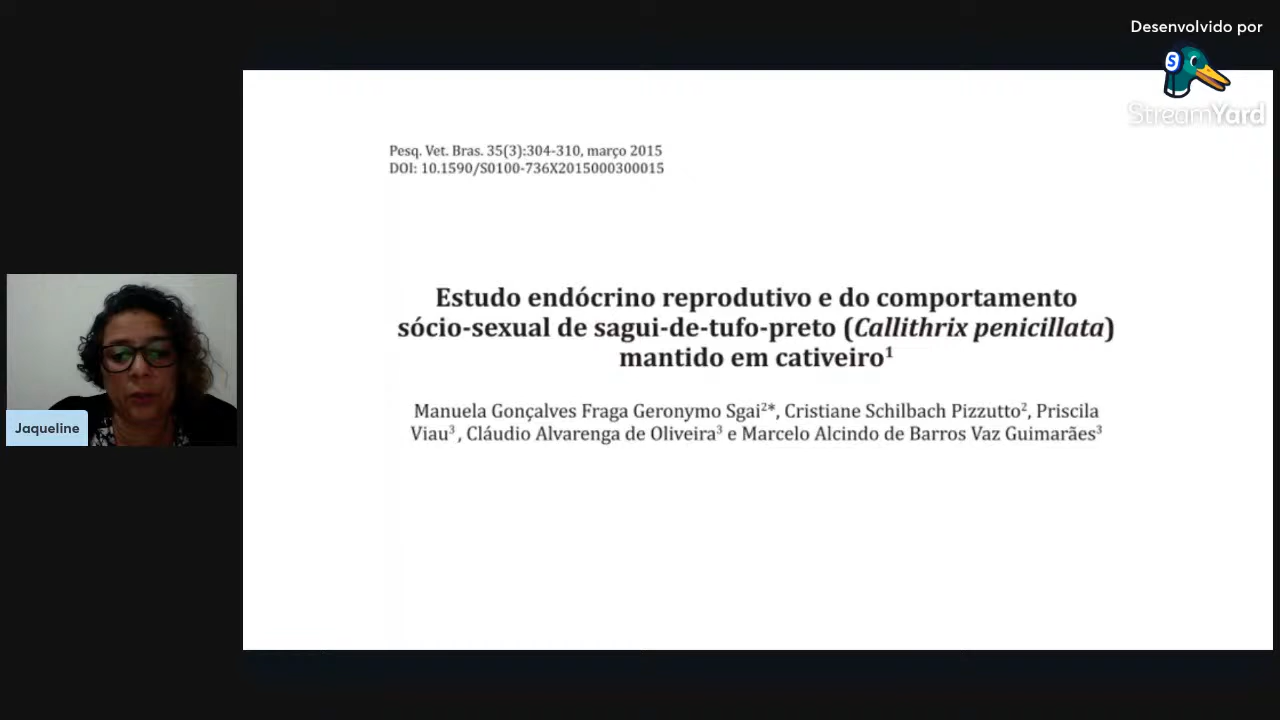 Desenvolvido por
StreamYard
Pesq. Vet. Bras. 35(3):304-310, março 2015
DOI: 10.1590/S0100-736X2015000300015
Estudo endócrino reprodutivo e do comportamento
sócio-sexual de sagui-de-tufo-preto (Callithrix penicillata)
mantido em cativeiro¹
Manuela Gonçalves Fraga Geronymo Sgai²*, Cristiane Schilbach Pizzutto², Priscila
Viau³, Cláudio Alvarenga de Oliveira³ e Marcelo Alcindo de Barros Vaz Guimarães³
Jaqueline